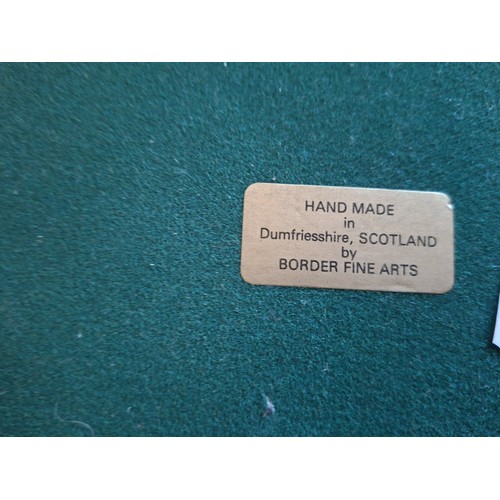 HAND MADE
in
Dumfriesshire, SCOTLAND
by
BORDER FINE ARTS